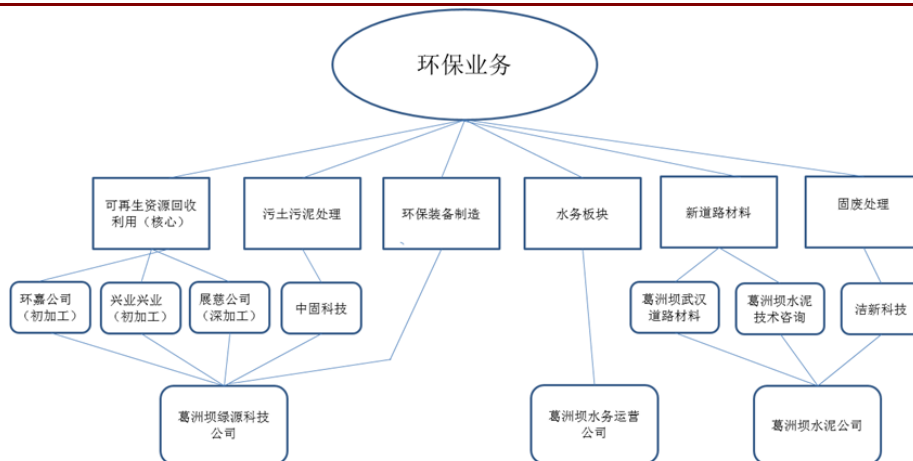 环保业务
可再生资源回收
利用（核心）
污土污泥处理
环保装备制造
水务板块
新道路材料
固废处理
环嘉公司
（初加工）
兴业兴业
（初加工）
展慈公司
（深加工）
中固科技
葛洲坝武汉
道路材料
葛洲坝水泥
技术咨询
洁新科技
葛洲坝绿源科技
公司
葛洲坝水务运营
公司
葛洲坝水泥公司